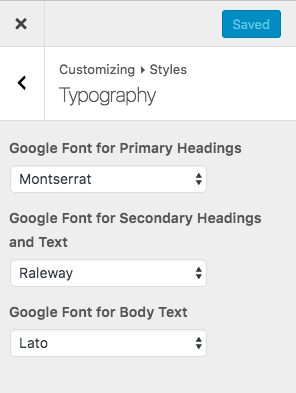 Saved
Customizing ▸ Styles
Typography
Google Font for Primary Headings
Montserrat
Google Font for Secondary Headings
and Text
Raleway
Google Font for Body Text
Lato